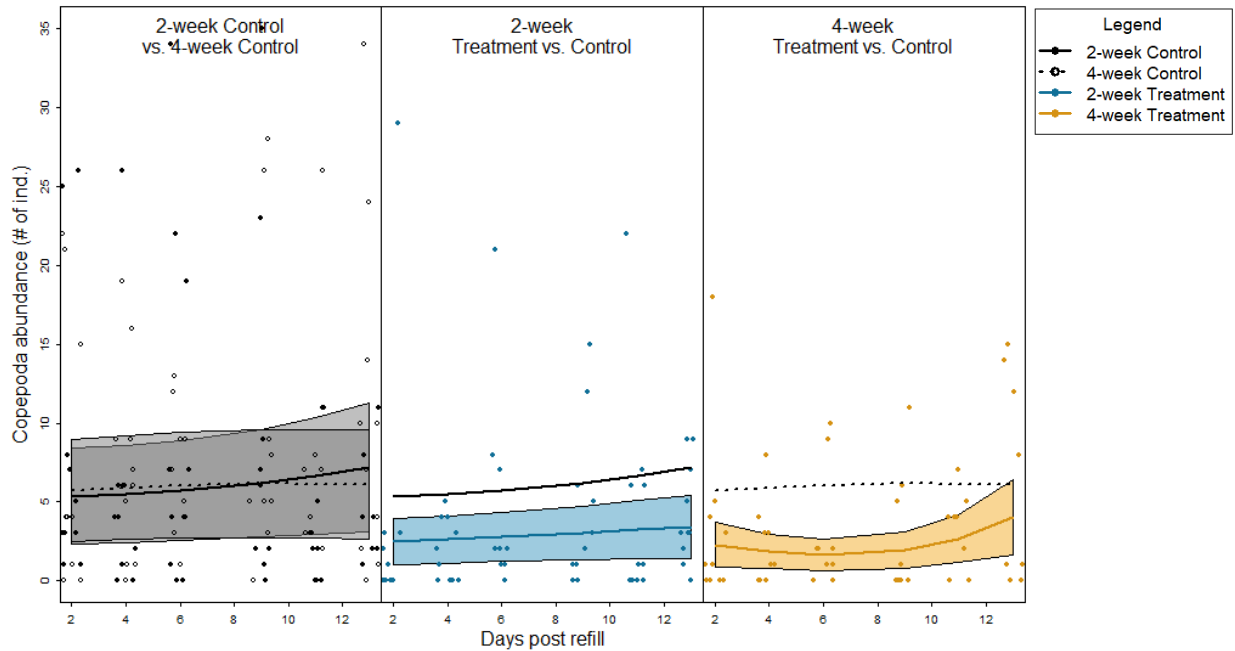 2-week Control
vs. 4-week Control
2-week
Treatment vs. Control
4-week
Treatment vs. Control
Legend
2-week Control
4-week Control
2-week Treatment
4-week Treatment
Copepoda abundance (# of ind.)
35
30
25
20
15
10
5
0
2 4 6 8 10 12
2 4 6 8 10 12
2 4 6 8 10 12
Days post refill